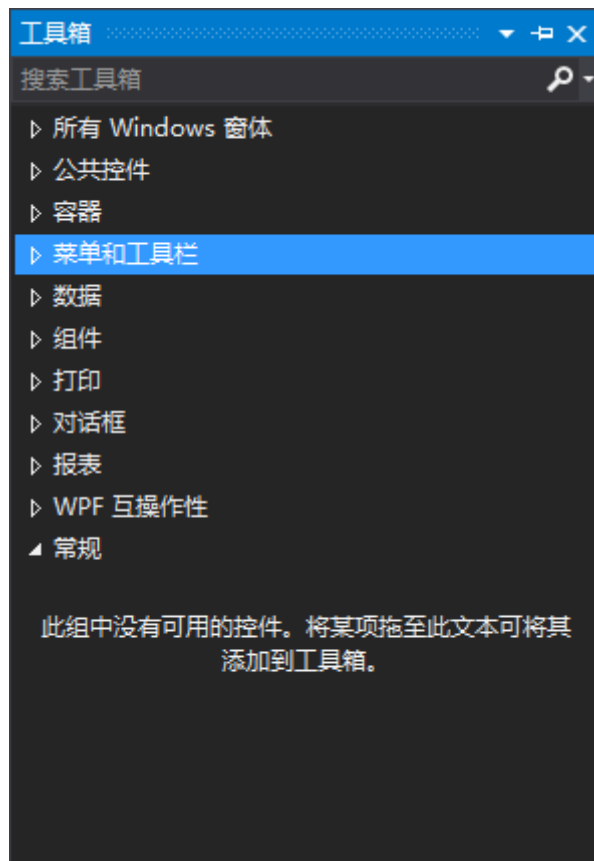 工具箱
搜索工具箱
所有 Windows 窗体
公共控件
容器
菜单和工具栏
数据
组件
打印
对话框
报表
WPF 互操作性
常规
此组中没有可用的控件。将某项拖至此文本可将其
添加到工具箱。